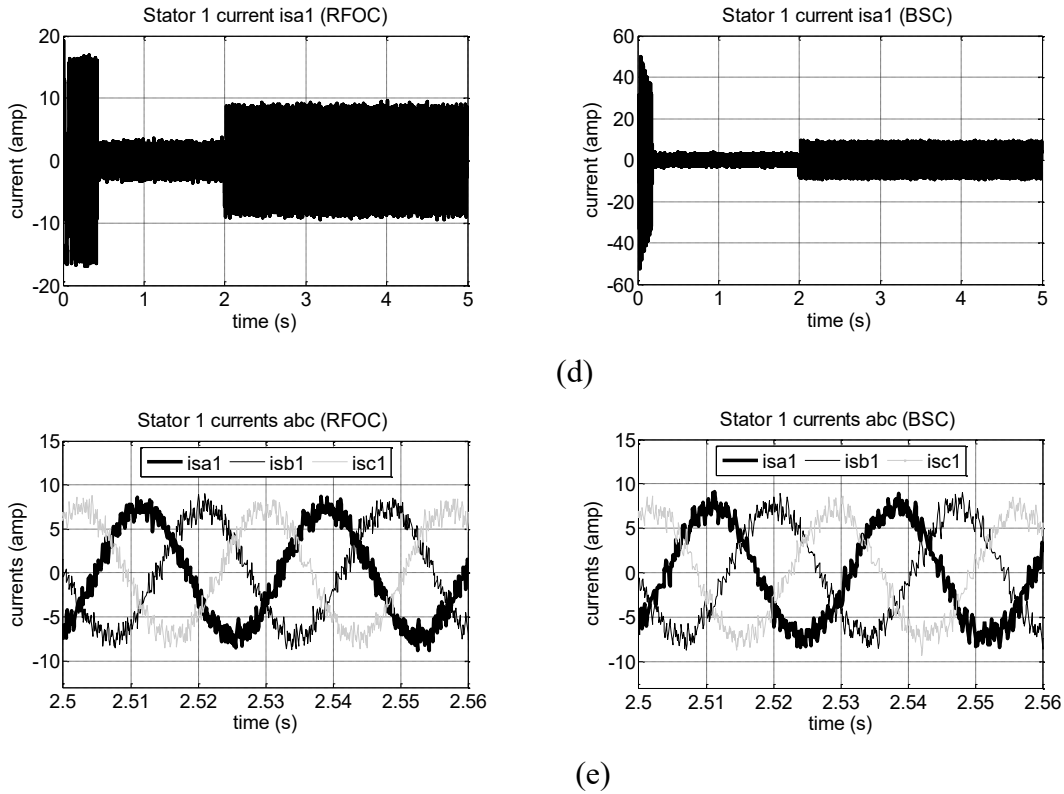 Stator 1 current isa1 (RFOC)
20
10
0
-10
-20
current (amp)
0 1 2 3 4 5
time (s)
Stator 1 current isa1 (BSC)
60
40
20
0
-20
-40
-60
current (amp)
0 1 2 3 4 5
time (s)
(d)
Stator 1 currents abc (RFOC)
isa1 isb1 isc1
15
10
5
0
-5
-10
currents (amp)
2.5 2.51 2.52 2.53 2.54 2.55 2.56
time (s)
Stator 1 currents abc (BSC)
isa1 isb1 isc1
15
10
5
0
-5
-10
currents (amp)
2.5 2.51 2.52 2.53 2.54 2.55 2.56
time (s)
(e)